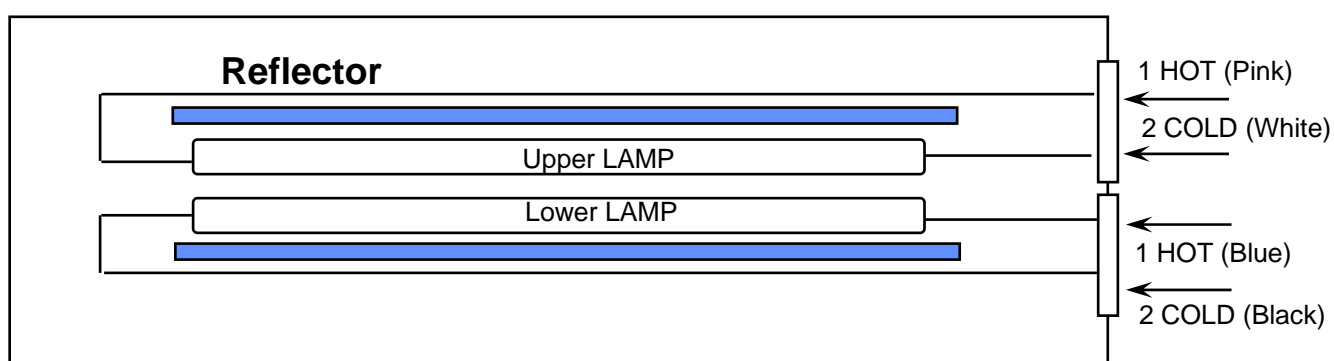 Reflector
1 HOT (Pink)
2 COLD (White)
Upper LAMP
Lower LAMP
1 HOT (Blue)
2 COLD (Black)